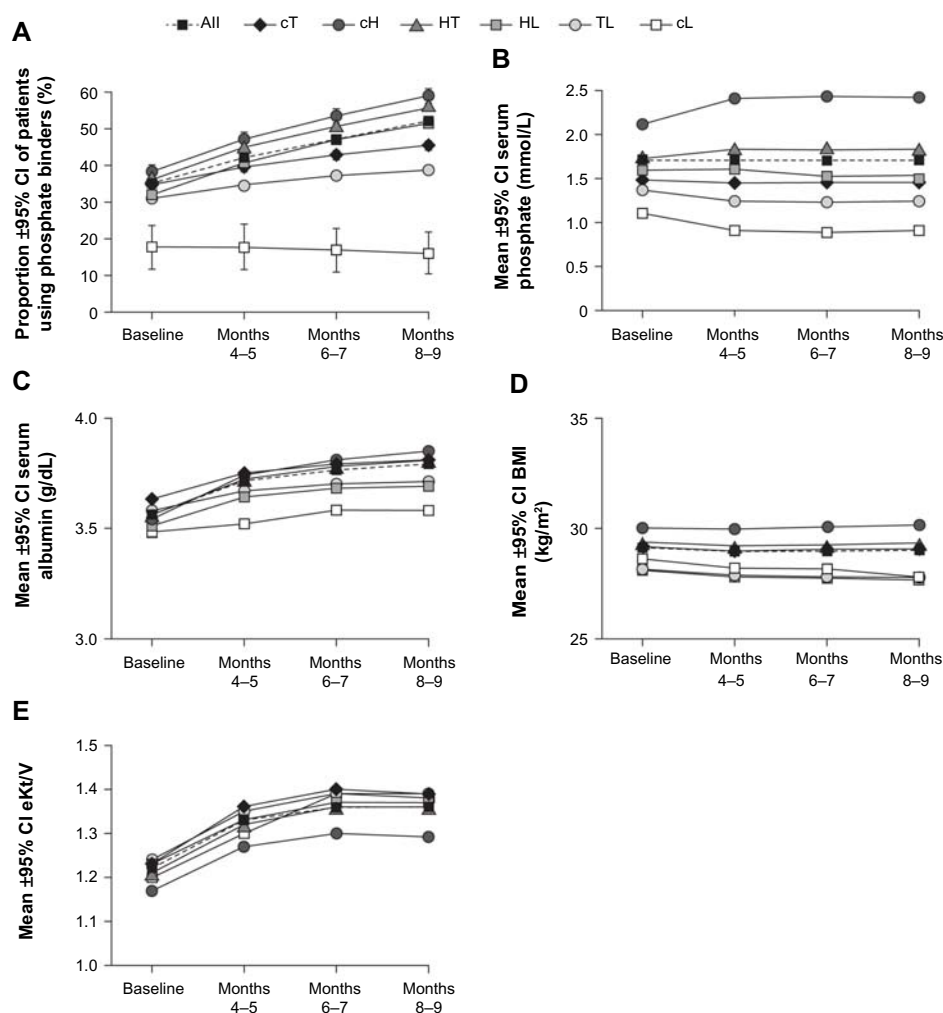 All cT cH HT HL TL cL
A
Proportion ±95% CI of patients
using phosphate binders (%)
60
50
40
30
20
10
0
Baseline Months Months Months
4–5 6–7 8–9
B
Mean ±95% CI serum
phosphate (mmol/L)
2.5
2.0
1.5
1.0
0.5
0
Baseline Months Months Months
4–5 6–7 8–9
C
Mean ±95% CI serum
albumin (g/dL)
4.0
3.5
3.0
Baseline Months Months Months
4–5 6–7 8–9
D
Mean ±95% CI BMI
(kg/m²)
35
30
25
Baseline Months Months Months
4–5 6–7 8–9
E
Mean ±95% CI eKt/V
1.5
1.4
1.3
1.2
1.1
1.0
Baseline Months Months Months
4–5 6–7 8–9